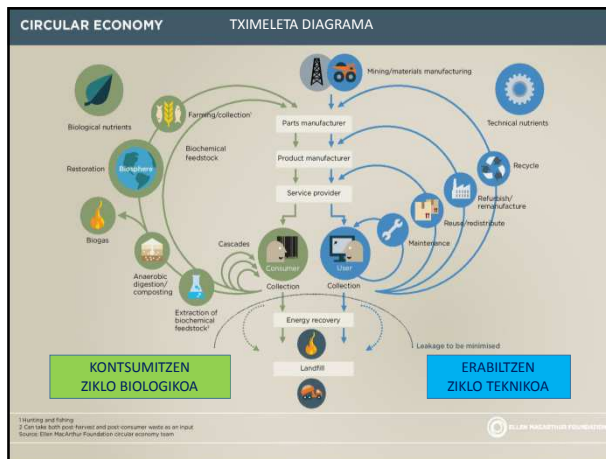 CIRCULAR ECONOMY
TXIMELETA DIAGRAMA
Mining/materials manufacturing
Biological nutrients
Farming/collection¹
Parts manufacturer
Technical nutrients
Biochemical
feedstock
Product manufacturer
Restoration
Biosphere
Recycle
Service provider
Refurbish/
remanufacture
Reuse/redistribute
Biogas
Maintenance
Cascades
Consumer
User
Anaerobic
digestion/
composting
Collection
Collection
Extraction of
biochemical
feedstock²
Energy recovery
Leakage to be minimised
Landfill
KONTSUMITZEN
ZIKLO BIOLOGIKOA
ERABILTZEN
ZIKLO TEKNIKOA
1 Hunting and fishing
2 Can take both post-harvest and post-consumer waste as an input
Source: Ellen MacArthur Foundation circular economy team
ELLEN MACARTHUR FOUNDATION